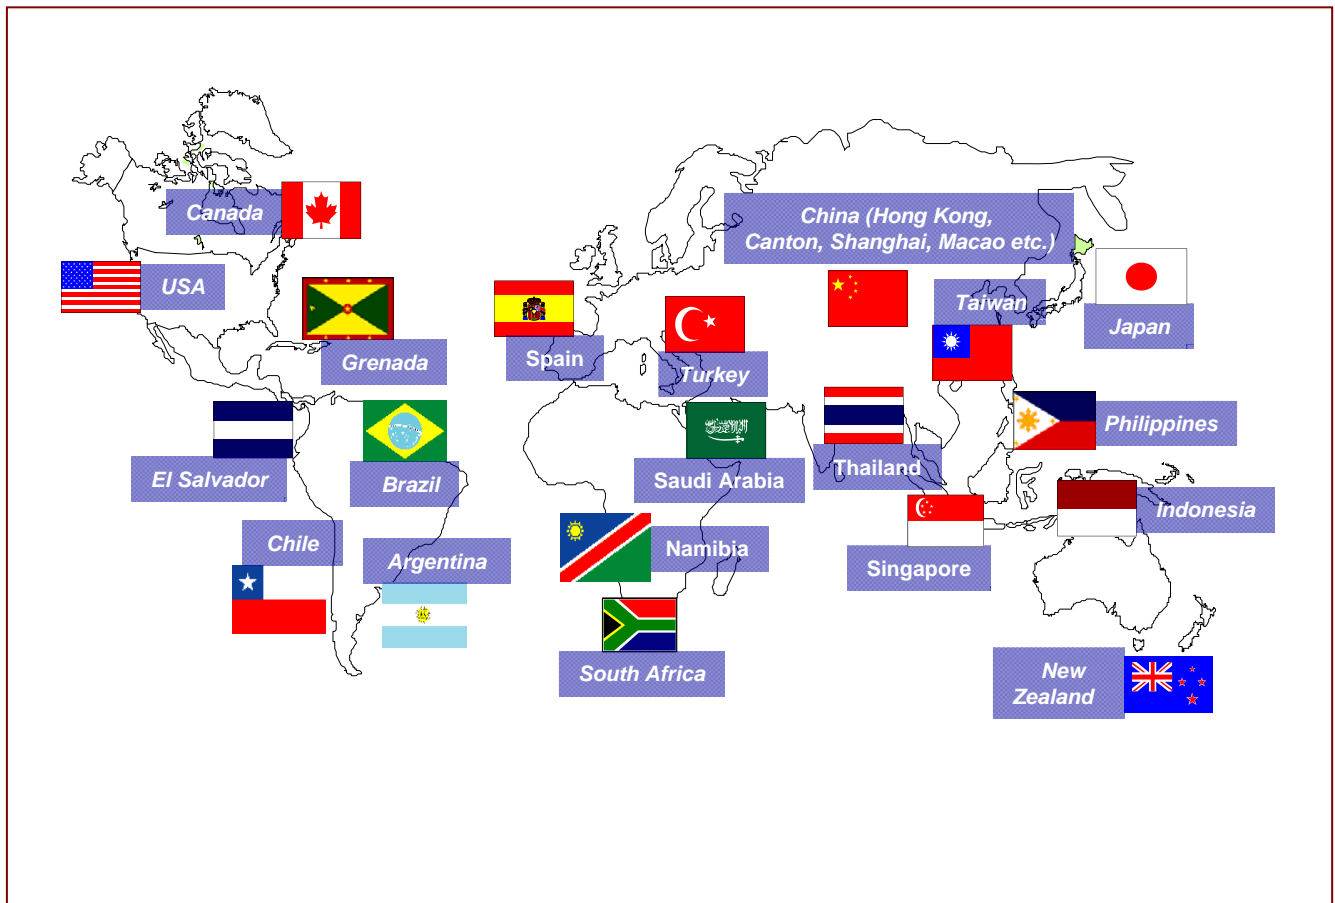 Canada
China (Hong Kong,
Canton, Shanghai, Macao etc.)
USA
Taiwan
Japan
Grenada
Spain
Turkey
Philippines
El Salvador
Brazil
Saudi Arabia
Thailand
Indonesia
Chile
Argentina
Namibia
Singapore
South Africa
New
Zealand